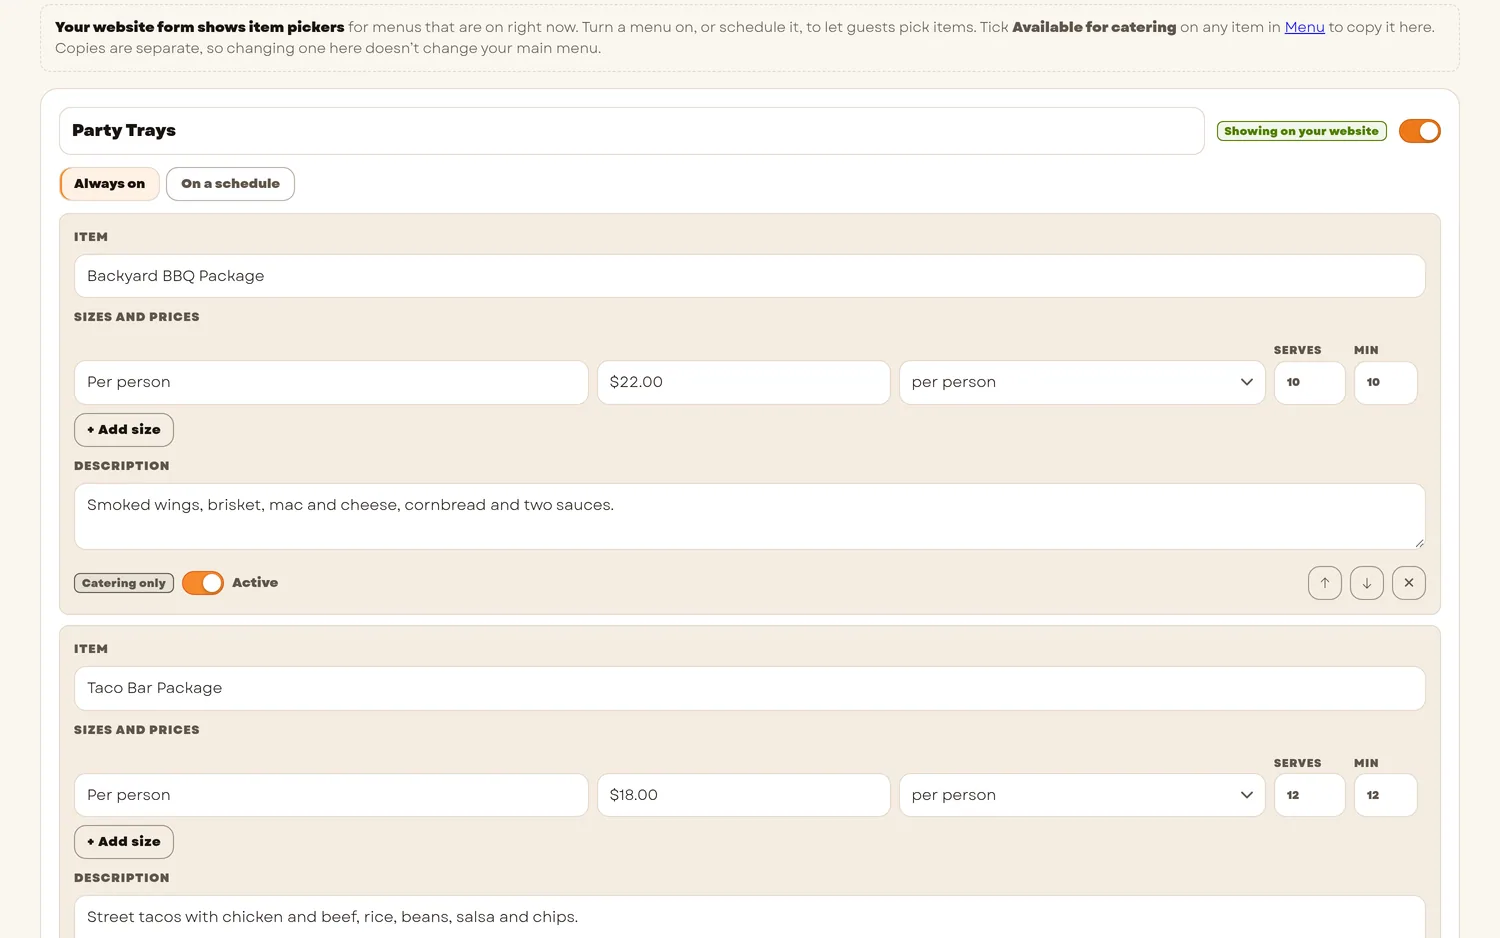 Your website form shows item pickers for menus that are on right now. Turn a menu on, or schedule it, to let guests pick items. Tick Available for catering on any item in Menu to copy it here.
Copies are separate, so changing one here doesn’t change your main menu.
Party Trays
Showing on your website
Always on
On a schedule
ITEM
Backyard BBQ Package
SIZES AND PRICES
SERVES MIN
Per person $22.00 per person 10 10
+ Add size
DESCRIPTION
Smoked wings, brisket, mac and cheese, cornbread and two sauces.
Catering only Active
ITEM
Taco Bar Package
SIZES AND PRICES
SERVES MIN
Per person $18.00 per person 12 12
+ Add size
DESCRIPTION
Street tacos with chicken and beef, rice, beans, salsa and chips.